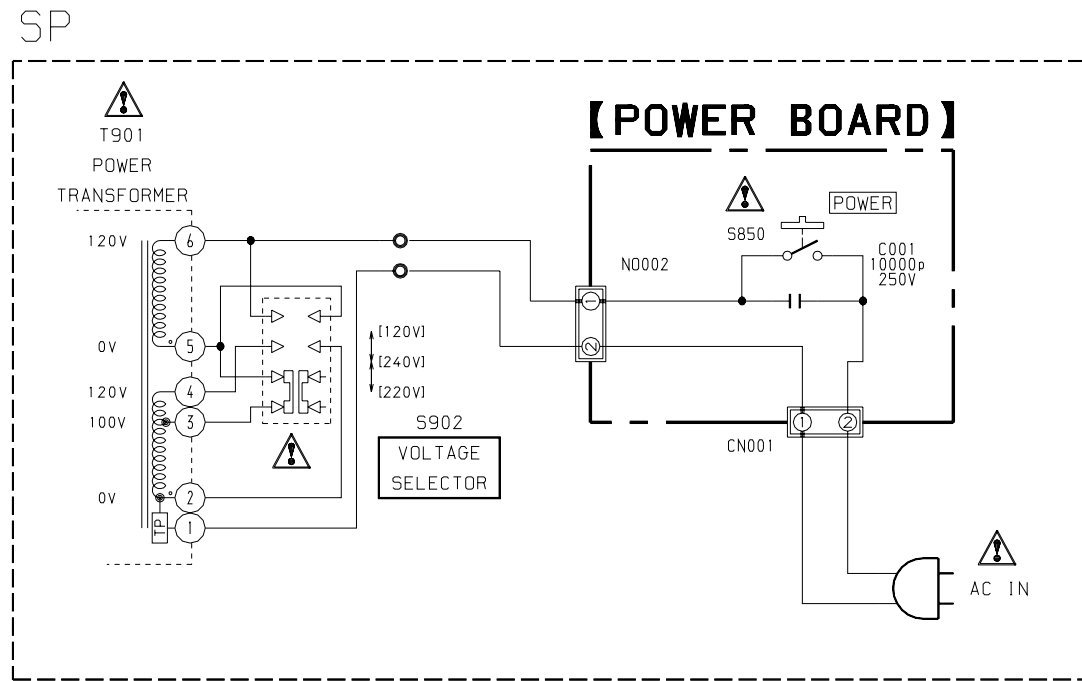 SP
T901
POWER
TRANSFORMER
【POWER BOARD】
POWER
S850
C001
10000p
250V
N0002
120V
6
1
[120V]
0V
5
2
[240V]
120V
4
[220V]
100V
3
S902
1
2
VOLTAGE
SELECTOR
CN001
0V
2
TP
1
AC IN